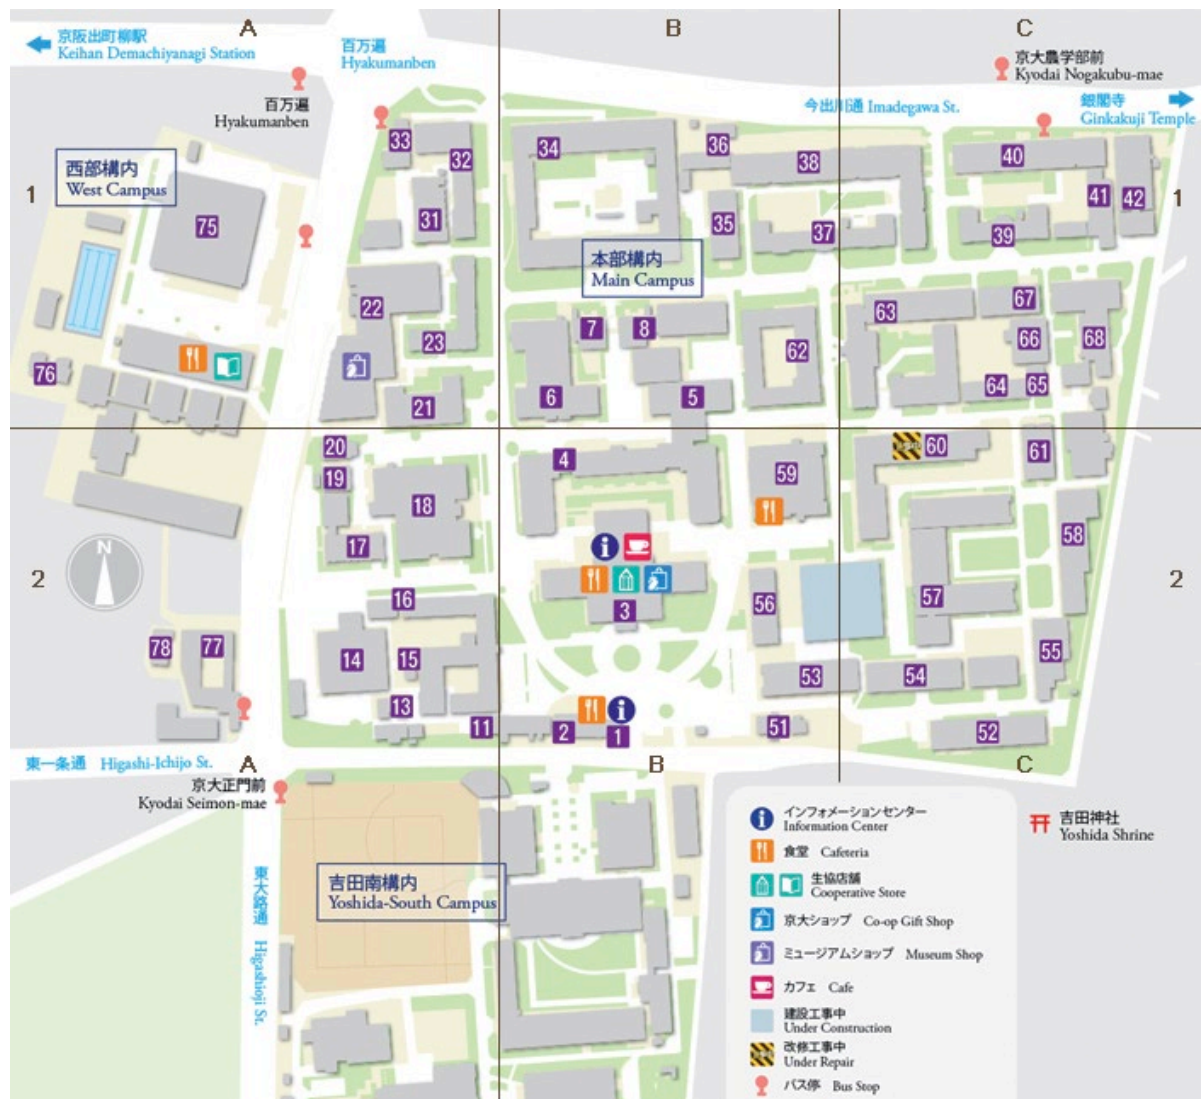 A
B
C
京阪出町柳駅
Keihan Demachiyanagi Station
百万遍
Hyakumanben
百万遍
Hyakumanben
京大農学部前
Kyodai Nogakubu-mae
今出川通 Imadegawa St.
銀閣寺
Ginkakuji Temple
西部構内
West Campus
本部構内
Main Campus
1
1
33
32
31
34
36
38
35
37
40
41
42
39
75
22
23
21
7
8
6
5
62
63
67
66
68
64
65
76
20
19
18
17
4
59
60
61
58
N
2
2
16
14
15
13
11
3
56
57
53
54
55
78
77
2
1
51
52
東一条通 Higashi-Ichijo St.
A
B
C
京大正門前
Kyodai Seimon-mae
吉田神社
Yoshida Shrine
吉田南構内
Yoshida-South Campus
東大路通 Higashioji St.
インフォメーションセンター
Information Center
食堂 Cafeteria
生協店舗
Cooperative Store
京大ショップ Co-op Gift Shop
ミュージアムショップ Museum Shop
カフェ Cafe
建設工事中
Under Construction
改修工事中
Under Repair
バス停 Bus Stop